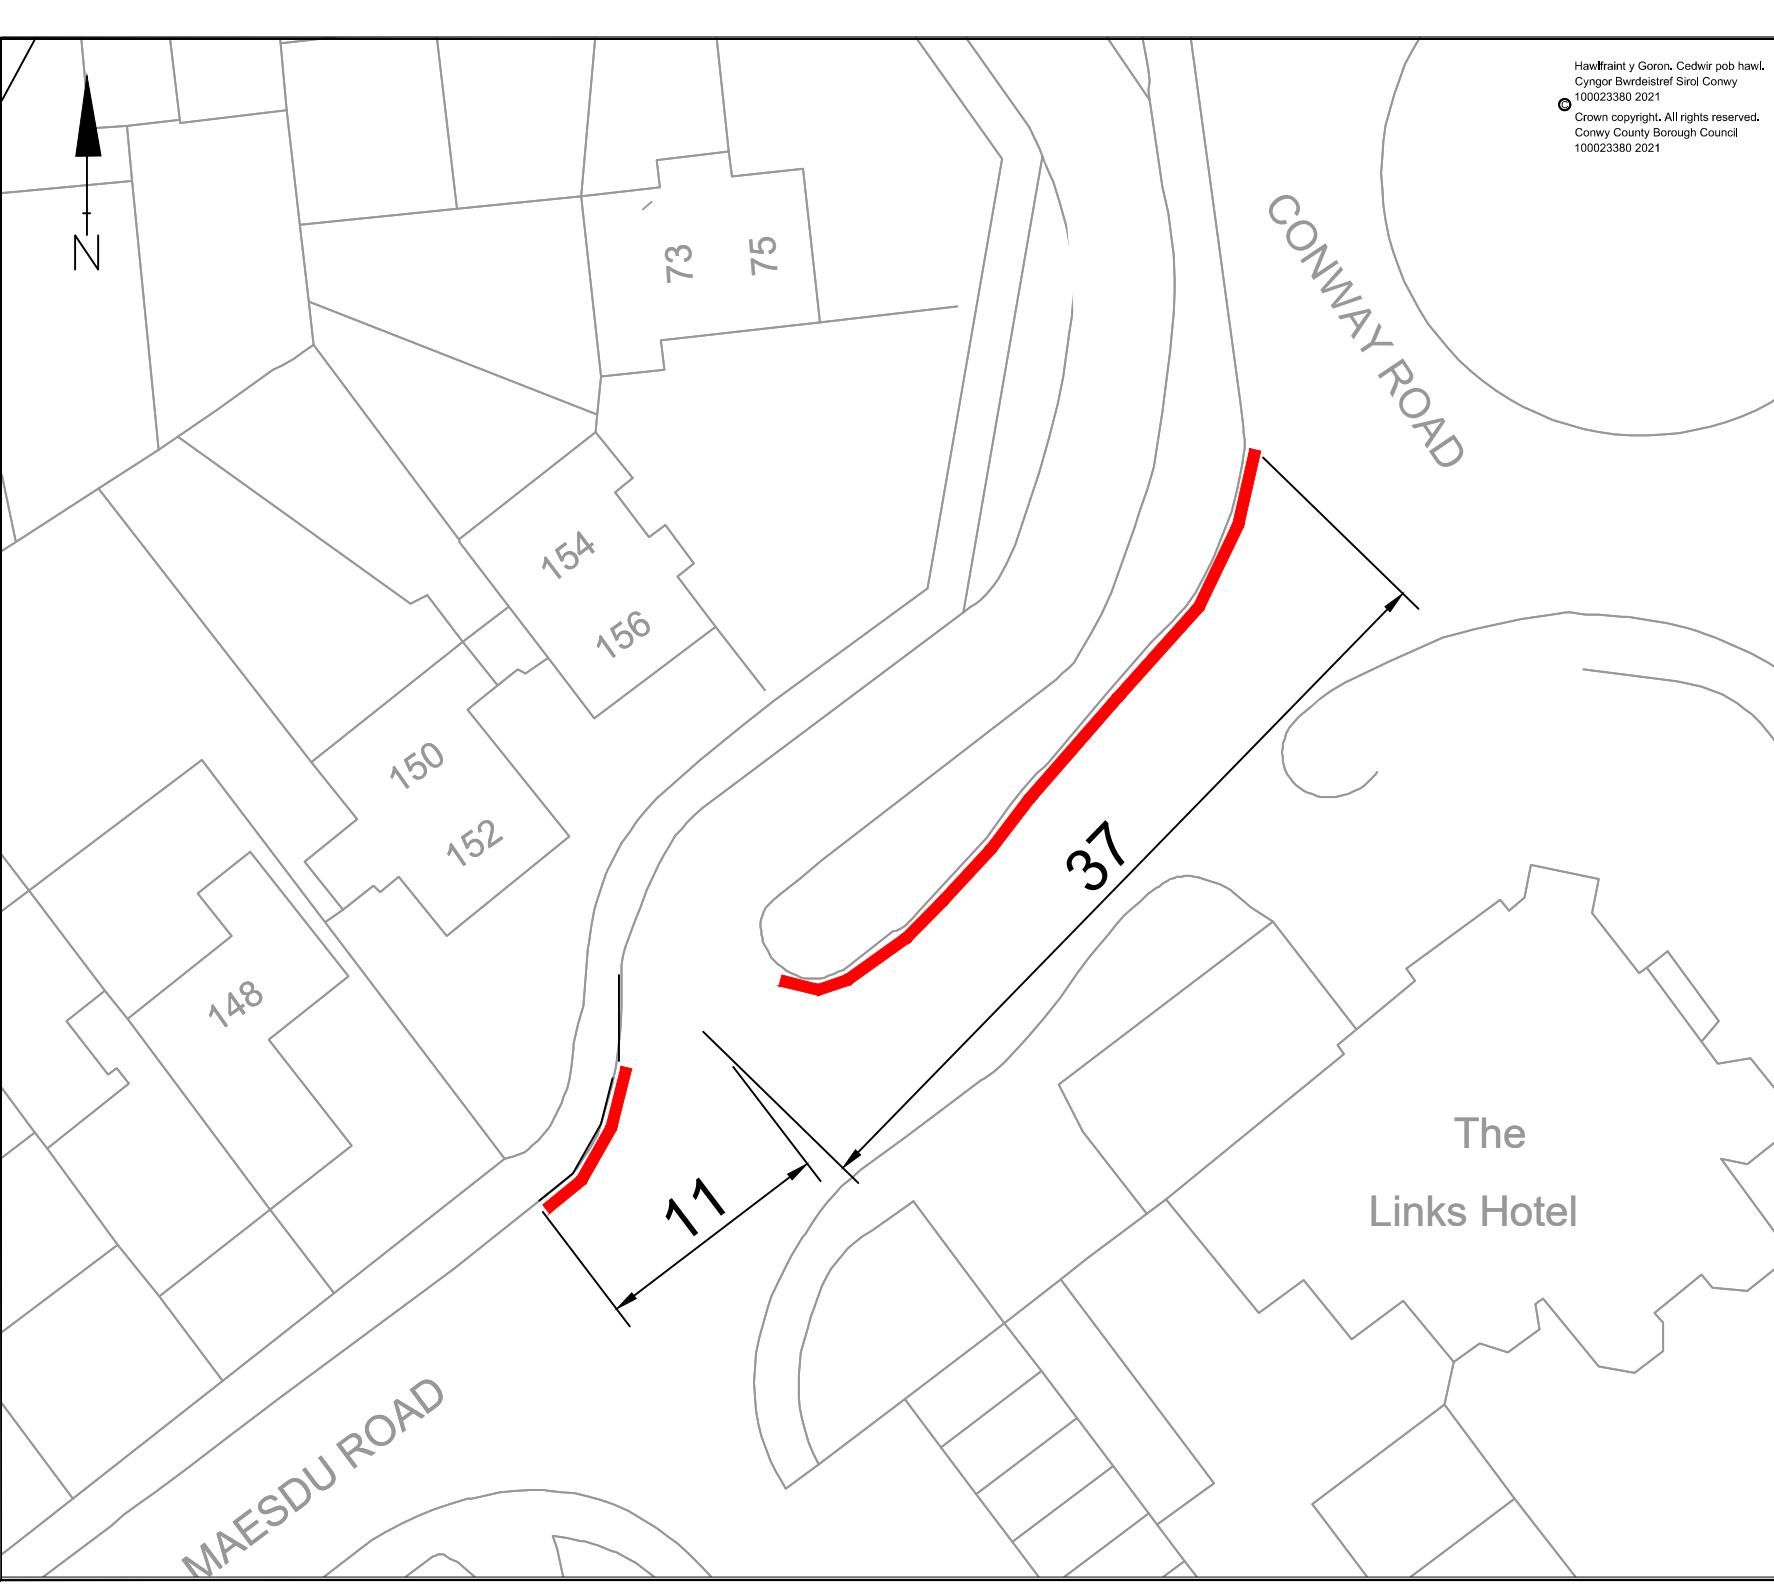 Hawlfraint y Goron. Cedwir pob hawl.
Cyngor Bwrdeistref Sirol Conwy
100023380 2021
©
Crown copyright. All rights reserved.
Conwy County Borough Council
100023380 2021
N
CONWAY ROAD
73
75
154
156
150
152
148
37
11
The
Links Hotel
MAESDU ROAD